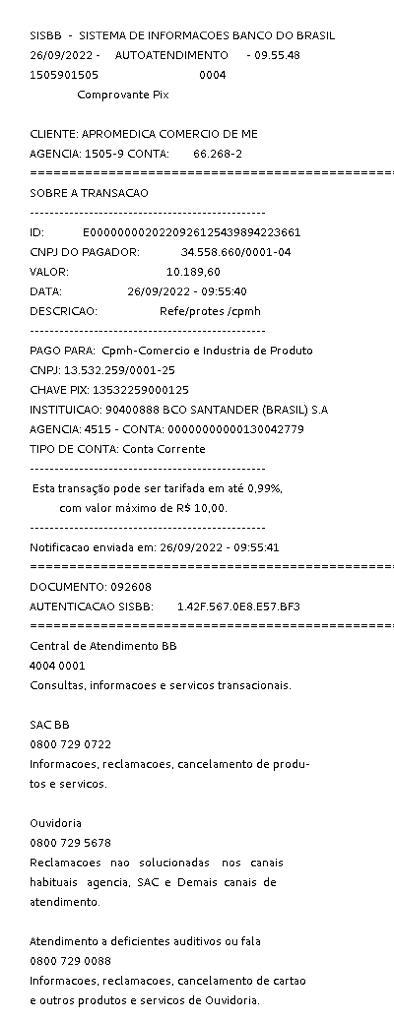 SISBB - SISTEMA DE INFORMACOES BANCO DO BRASIL
26/09/2022 - AUTOATENDIMENTO - 09.55.48
1505901505 0004
Comprovante Pix
CLIENTE: APROMEDICA COMERCIO DE ME
AGENCIA: 1505-9 CONTA: 66.268-2
================================================
SOBRE A TRANSACAO
-----------------------------------------------
ID: E0000000020220926125439894223661
CNPJ DO PAGADOR: 34.558.660/0001-04
VALOR: 10.189,60
DATA: 26/09/2022 - 09:55:40
DESCRICAO: Refe/protes /cpmh
-----------------------------------------------
PAGO PARA: Cpmh-Comercio e Industria de Produto
CNPJ: 13.532.259/0001-25
CHAVE PIX: 13532259000125
INSTITUICAO: 90400888 BCO SANTANDER (BRASIL) S.A
AGENCIA: 4515 - CONTA: 00000000000130042779
TIPO DE CONTA: Conta Corrente
-----------------------------------------------
Esta transação pode ser tarifada em até 0,99%,
com valor máximo de R$ 10,00.
-----------------------------------------------
Notificacao enviada em: 26/09/2022 - 09:55:41
================================================
DOCUMENTO: 092608
AUTENTICACAO SISBB: 1.42F.567.0E8.E57.BF3
================================================
Central de Atendimento BB
4004 0001
Consultas, informacoes e servicos transacionais.
SAC BB
0800 729 0722
Informacoes, reclamacoes, cancelamento de produ-
tos e servicos.
Ouvidoria
0800 729 5678
Reclamacoes nao solucionadas nos canais
habituais agencia, SAC e Demais canais de
atendimento.
Atendimento a deficientes auditivos ou fala
0800 729 0088
Informacoes, reclamacoes, cancelamento de cartao
e outros produtos e servicos de Ouvidoria.